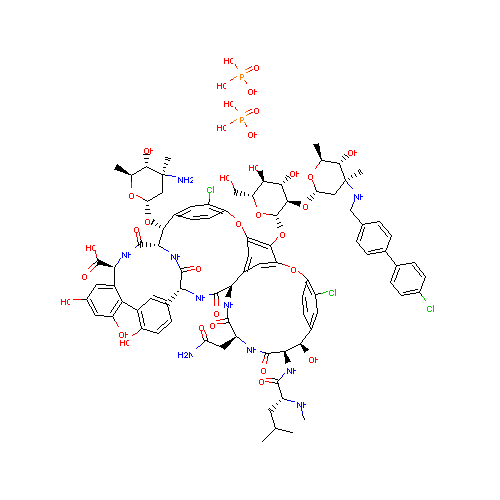 HO
P O
HO OH
HO
P O
HO OH
OH HO OH OH
NH2 HO O NH
O O O
Cl
O O O
HO O NH NH O O
O O Cl
HO NH O NH
OH O NH Cl
HO O
O NH OH
H2N O NH
O
NH